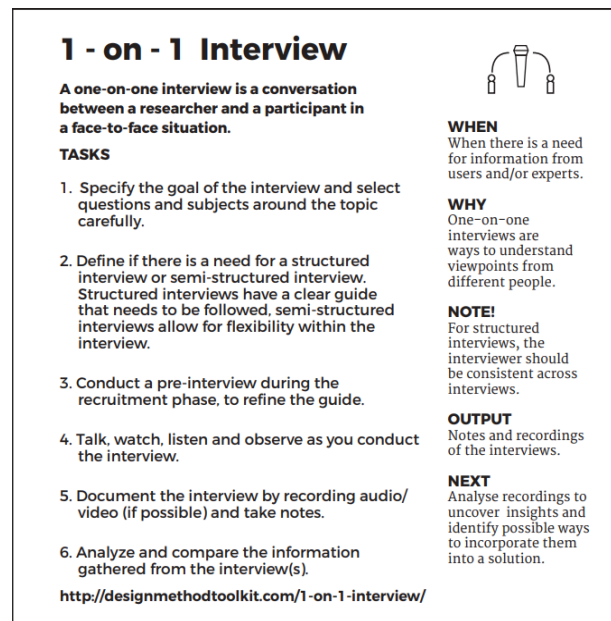 1 - on - 1 Interview
A one-on-one interview is a conversation
between a researcher and a participant in
a face-to-face situation.
TASKS
1. Specify the goal of the interview and select
questions and subjects around the topic
carefully.
2. Define if there is a need for a structured
interview or semi-structured interview.
Structured interviews have a clear guide
that needs to be followed, semi-structured
interviews allow for flexibility within the
interview.
3. Conduct a pre-interview during the
recruitment phase, to refine the guide.
4. Talk, watch, listen and observe as you conduct
the interview.
5. Document the interview by recording audio/
video (if possible) and take notes.
6. Analyze and compare the information
gathered from the interview(s).
http://designmethodtoolkit.com/1-on-1-interview/
WHEN
When there is a need
for information from
users and/or experts.
WHY
One-on-one
interviews are
ways to understand
viewpoints from
different people.
NOTE!
For structured
interviews, the
interviewer should
be consistent across
interviews.
OUTPUT
Notes and recordings
of the interviews.
NEXT
Analyse recordings to
uncover insights and
identify possible ways
to incorporate them
into a solution.